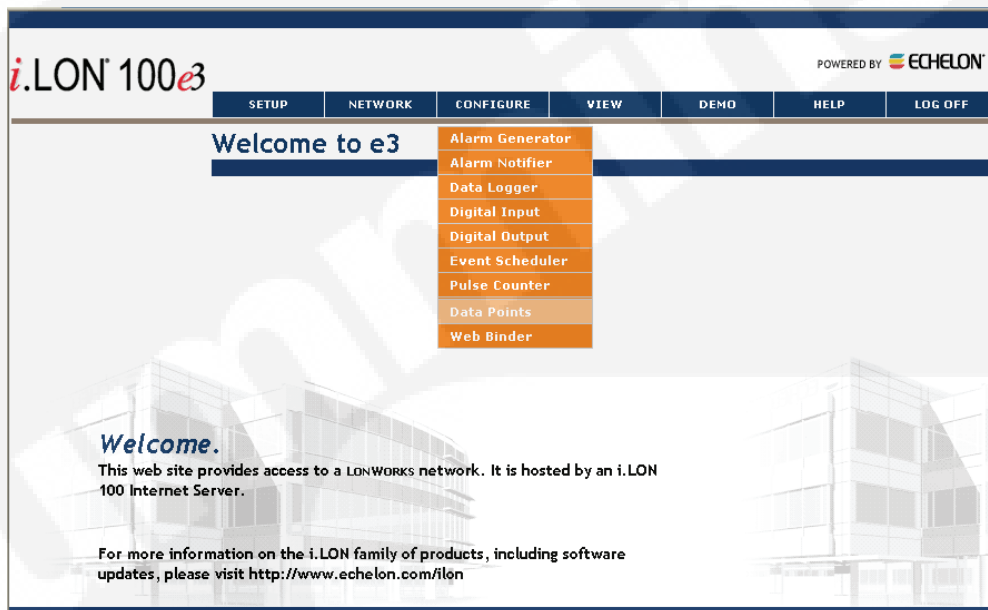 i.LON® 100e3
POWERED BY ECHELON®
SETUP NETWORK CONFIGURE VIEW DEMO HELP LOG OFF
Welcome to e3
Alarm Generator
Alarm Notifier
Data Logger
Digital Input
Digital Output
Event Scheduler
Pulse Counter
Data Points
Web Binder
Welcome.
This web site provides access to a LONWORKS network. It is hosted by an i.LON
100 Internet Server.
For more information on the i.LON family of products, including software
updates, please visit http://www.echelon.com/ilon